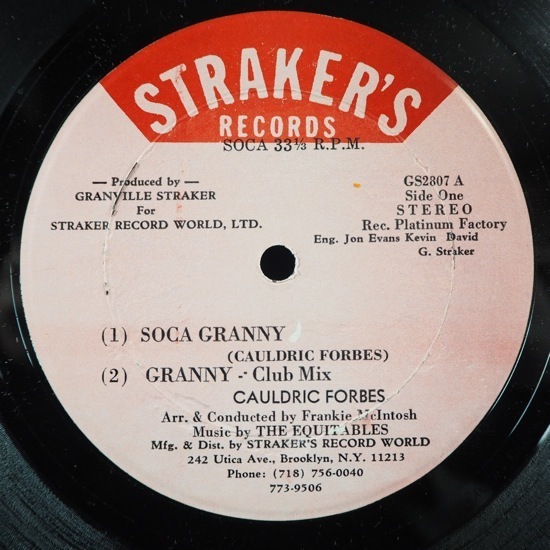 STRAKER'S
RECORDS
SOCA 33⅓ R.P.M.
— Produced by —
GRANVILLE STRAKER
For
STRAKER RECORD WORLD, LTD.
GS2807 A
Side One
STEREO
Rec. Platinum Factory
Eng. Jon Evans Kevin David
G. Straker
(1) SOCA GRANNY
(CAULDRIC FORBES)
(2) GRANNY - Club Mix
CAULDRIC FORBES
Arr. & Conducted by Frankie McIntosh
Music by THE EQUITABLES
Mfg. & Dist. by STRAKER'S RECORD WORLD
242 Utica Ave., Brooklyn, N.Y. 11213
Phone: (718) 756-0040
773-9506